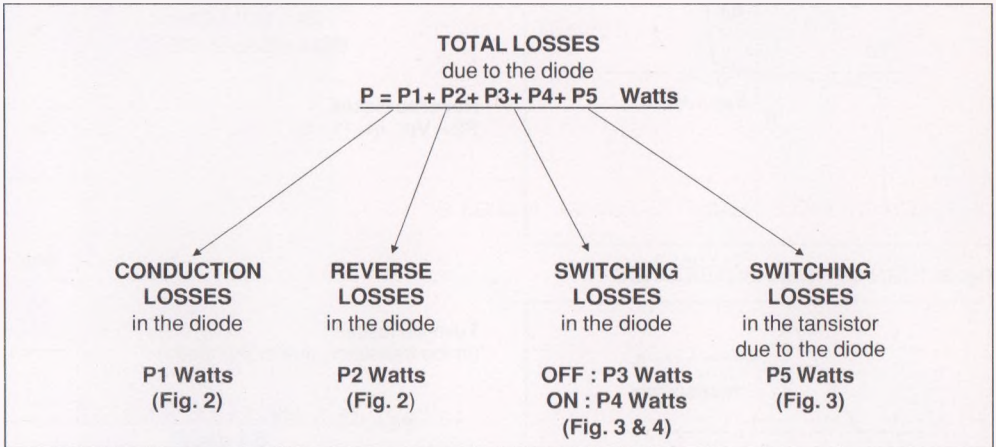 TOTAL LOSSES
due to the diode
P = P1+ P2+ P3+ P4+ P5 Watts
CONDUCTION
LOSSES
in the diode
P1 Watts
(Fig. 2)
REVERSE
LOSSES
in the diode
P2 Watts
(Fig. 2)
SWITCHING
LOSSES
in the diode
OFF : P3 Watts
ON : P4 Watts
(Fig. 3 & 4)
SWITCHING
LOSSES
in the tansistor
due to the diode
P5 Watts
(Fig. 3)